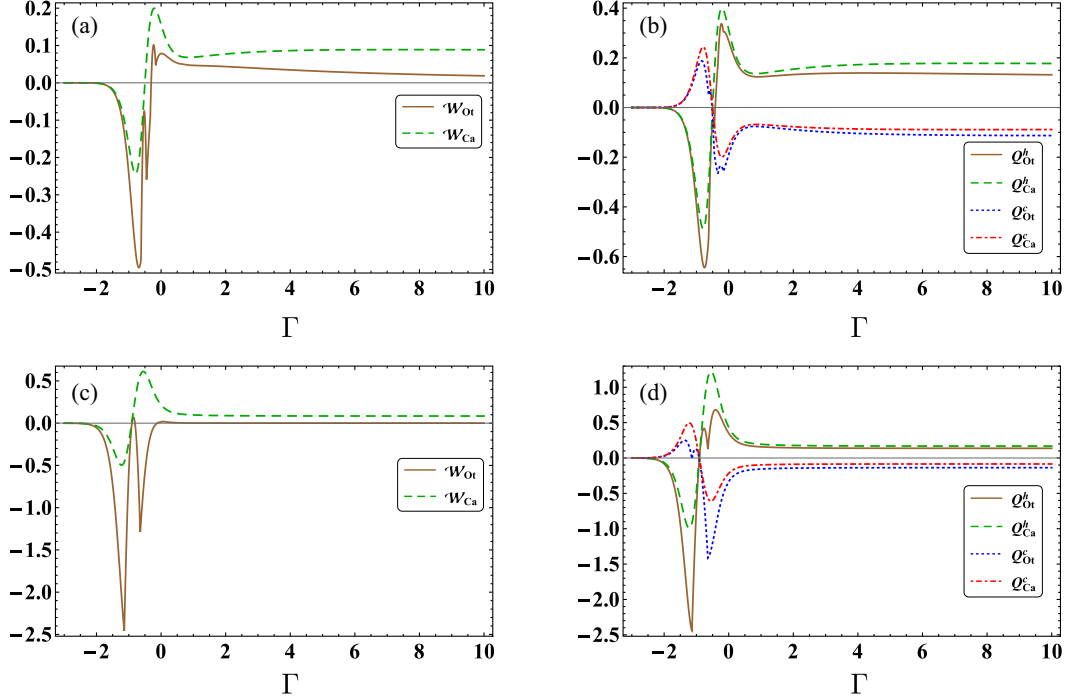 (a)
0.2
0.1
0.0
−0.1
−0.2
−0.3
−0.4
−0.5
𝒲Ot
𝒲Ca
−2 0 2 4 6 8 10
Γ
(b)
0.4
0.2
0.0
−0.2
−0.4
−0.6
𝒬hOt
𝒬hCa
𝒬cOt
𝒬cCa
−2 0 2 4 6 8 10
Γ
(c)
0.5
0.0
−0.5
−1.0
−1.5
−2.0
−2.5
𝒲Ot
𝒲Ca
−2 0 2 4 6 8 10
Γ
(d)
1.0
0.5
0.0
−0.5
−1.0
−1.5
−2.0
−2.5
𝒬hOt
𝒬hCa
𝒬cOt
𝒬cCa
−2 0 2 4 6 8 10
Γ